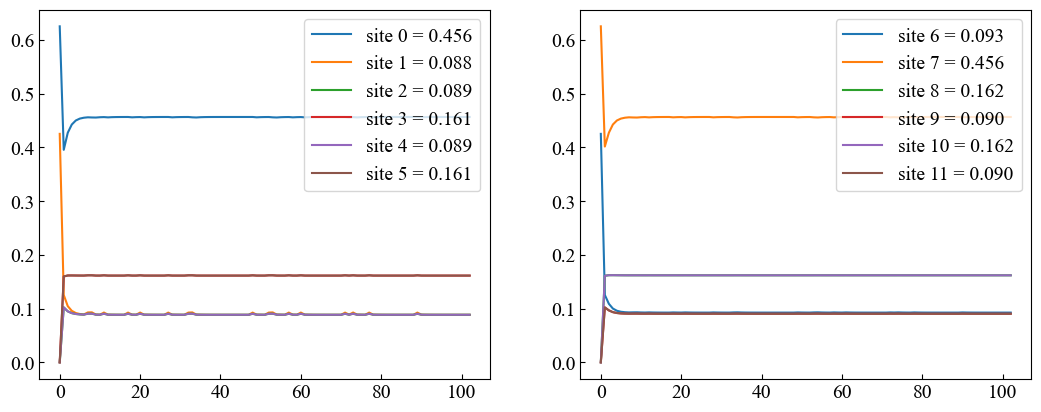 0.6
0.5
0.4
0.3
0.2
0.1
0.0
0 20 40 60 80 100
site 0 = 0.456
site 1 = 0.088
site 2 = 0.089
site 3 = 0.161
site 4 = 0.089
site 5 = 0.161
0.6
0.5
0.4
0.3
0.2
0.1
0.0
0 20 40 60 80 100
site 6 = 0.093
site 7 = 0.456
site 8 = 0.162
site 9 = 0.090
site 10 = 0.162
site 11 = 0.090